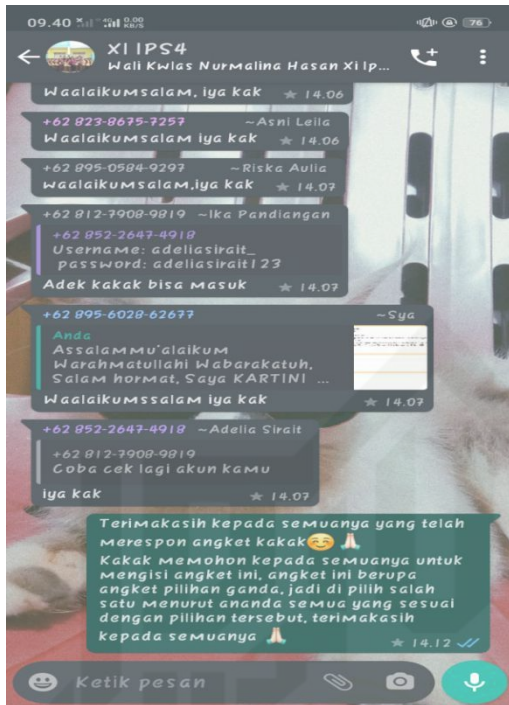 09.40 4G 0.00 KB/S 76
XI IPS4
Wali Kwlas Nurmalina Hasan Xi Ip...
Waalaikumsalam, iya kak 14.06
+62 823-8675-7257 ~Asni Leila
Waalaikumsalam iya kak 14.06
+62 895-0584-9297 ~Riska Aulia
waalaikumsalam,iya kak 14.07
+62 812-7908-9819 ~Ika Pandiangan
+62 852-2647-4918
Username: adeliasirait_
password: adeliasirait123
Adek kakak bisa masuk 14.07
+62 895-6028-62677 ~Sya
Anda
Assalammu'alaikum
Warahmatullahi Wabarakatuh,
Salam hormat, Saya KARTINI ...
Waalaikumssalam iya kak 14.07
+62 852-2647-4918 ~Adelia Sirait
+62 812-7908-9819
Coba cek lagi akun kamu
iya kak 14.07
Terimakasih kepada semuanya yang telah
merespon angket kakak☺️ 🙏🏻
Kakak memohon kepada semuanya untuk
mengisi angket ini, angket ini berupa
angket pilihan ganda, jadi di pilih salah
satu menurut ananda semua yang sesuai
dengan pilihan tersebut, terimakasih
kepada semuanya 🙏🏻 14.12
Ketik pesan